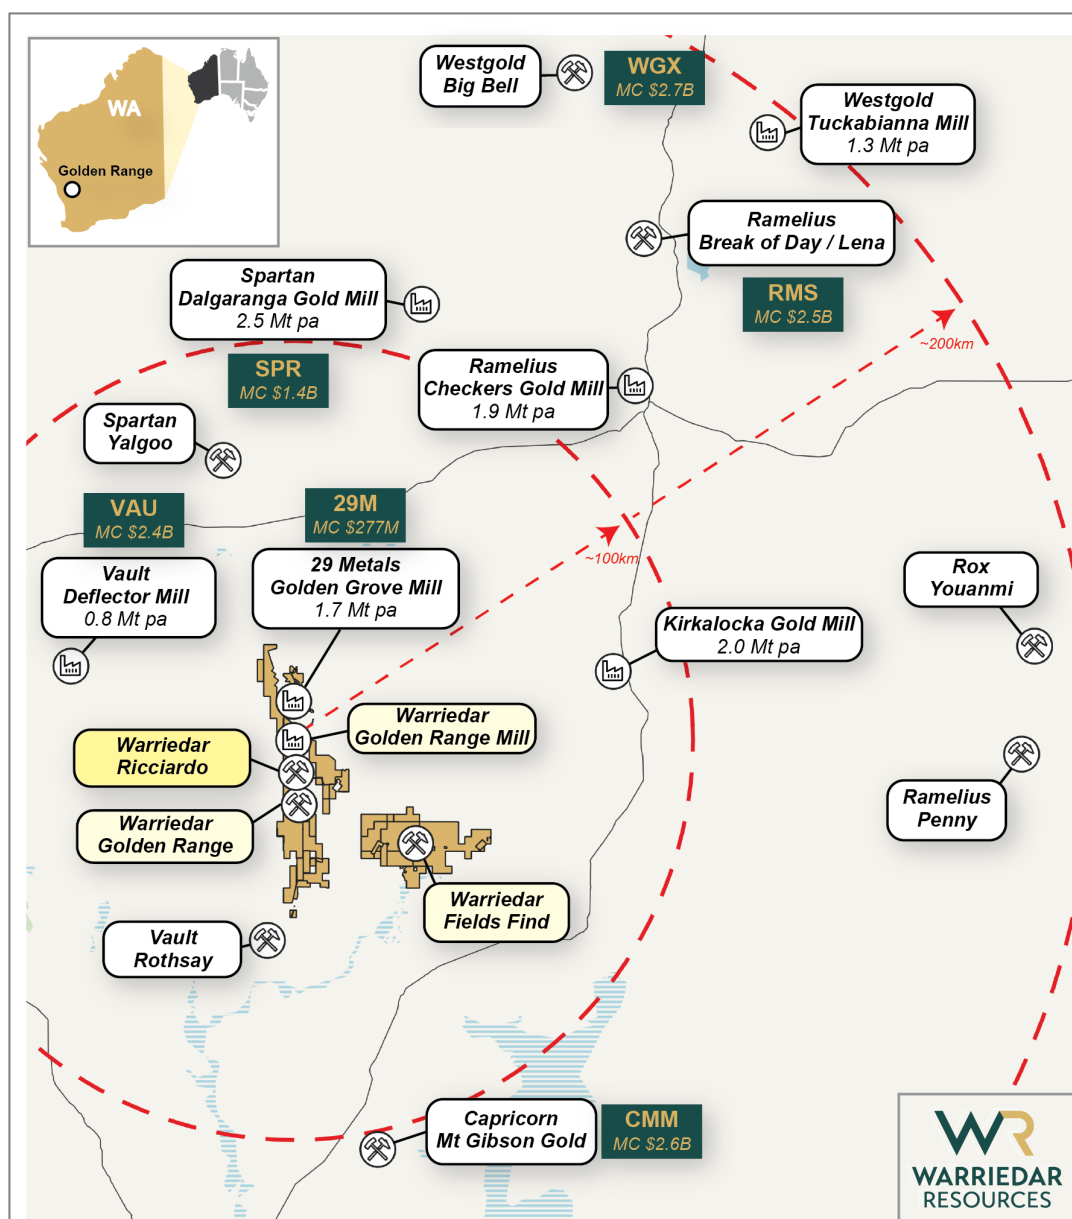 Westgold
Big Bell
WGX
MC $2.7B
Westgold
Tuckabianna Mill
1.3 Mt pa
WA
Golden Range
Ramelius
Break of Day / Lena
RMS
MC $2.5B
Spartan
Dalgaranga Gold Mill
2.5 Mt pa
~200km
SPR
MC $1.4B
Ramelius
Checkers Gold Mill
1.9 Mt pa
Spartan
Yalgoo
VAU
MC $2.4B
29M
MC $277M
Vault
Deflector Mill
0.8 Mt pa
29 Metals
Golden Grove Mill
1.7 Mt pa
~100km
Rox
Youanmi
Kirkalocka Gold Mill
2.0 Mt pa
Warriedar
Golden Range Mill
Warriedar
Ricciardo
Warriedar
Golden Range
Ramelius
Penny
Warriedar
Fields Find
Vault
Rothsay
Capricorn
Mt Gibson Gold
CMM
MC $2.6B
WR
WARRIEDAR
RESOURCES